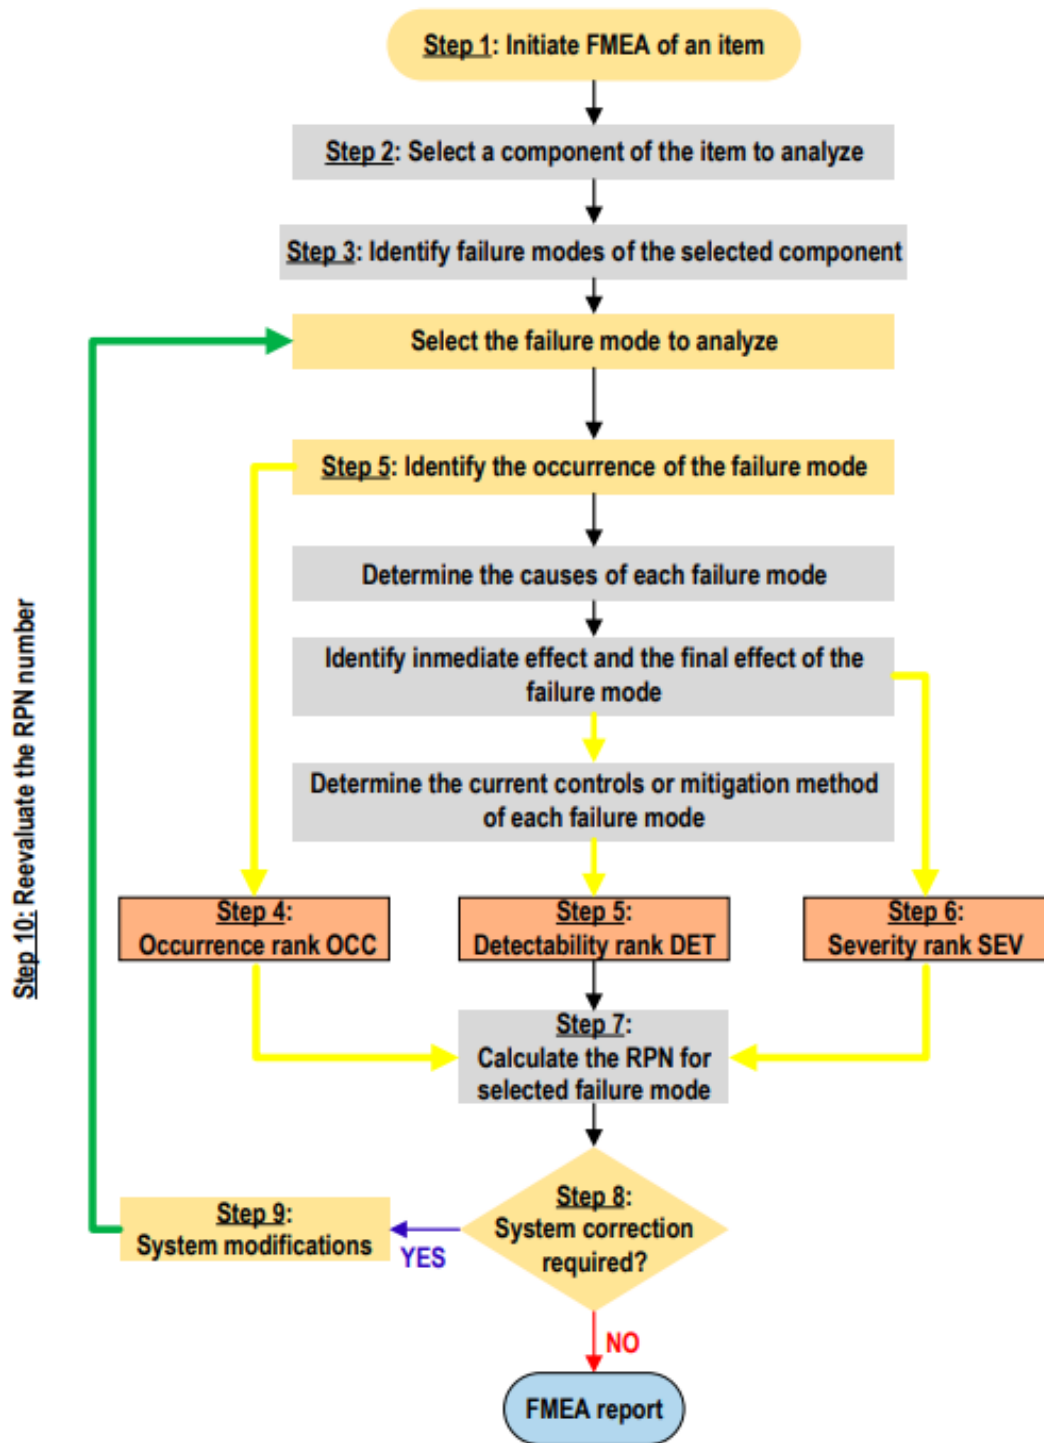 Step 1: Initiate FMEA of an item
Step 2: Select a component of the item to analyze
Step 3: Identify failure modes of the selected component
Select the failure mode to analyze
Step 5: Identify the occurrence of the failure mode
Determine the causes of each failure mode
Identify inmediate effect and the final effect of the
failure mode
Determine the current controls or mitigation method
of each failure mode
Step 10: Reevaluate the RPN number
Step 4:
Occurrence rank OCC
Step 5:
Detectability rank DET
Step 6:
Severity rank SEV
Step 7:
Calculate the RPN for
selected failure mode
Step 8:
System correction
required?
Step 9:
System modifications
YES
NO
FMEA report